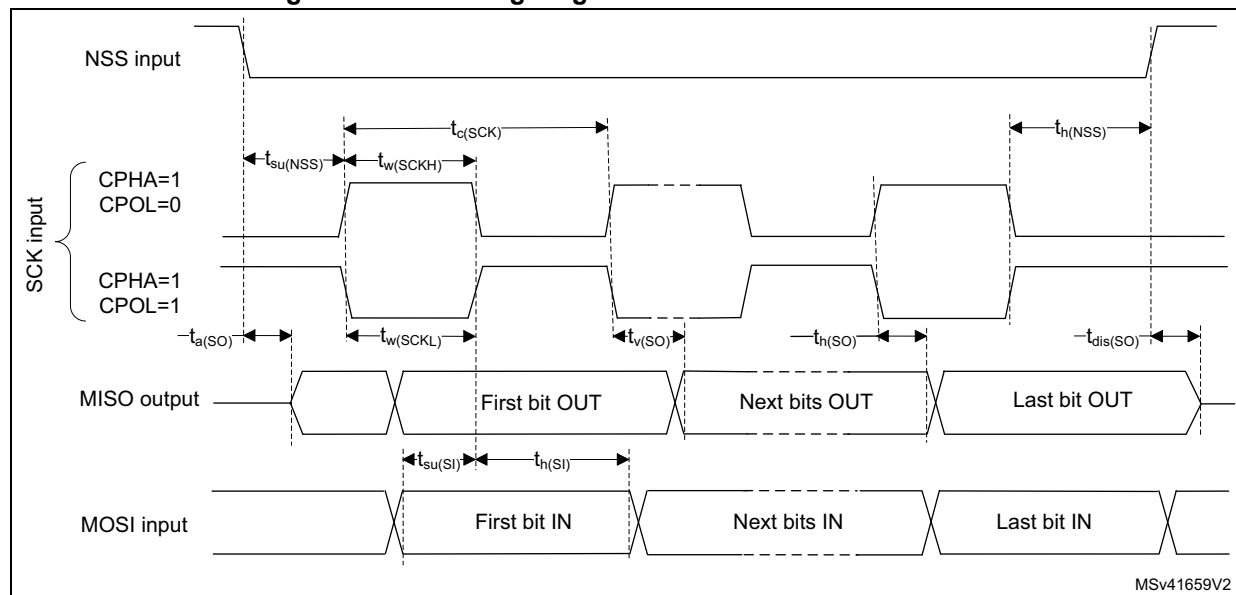 NSS input
tc(SCK)
th(NSS)
tsu(NSS)
tw(SCKH)
SCK input
CPHA=1
CPOL=0
CPHA=1
CPOL=1
ta(SO)
tw(SCKL)
tv(SO)
th(SO)
tdis(SO)
MISO output
First bit OUT
Next bits OUT
Last bit OUT
tsu(SI)
th(SI)
MOSI input
First bit IN
Next bits IN
Last bit IN
MSv41659V2